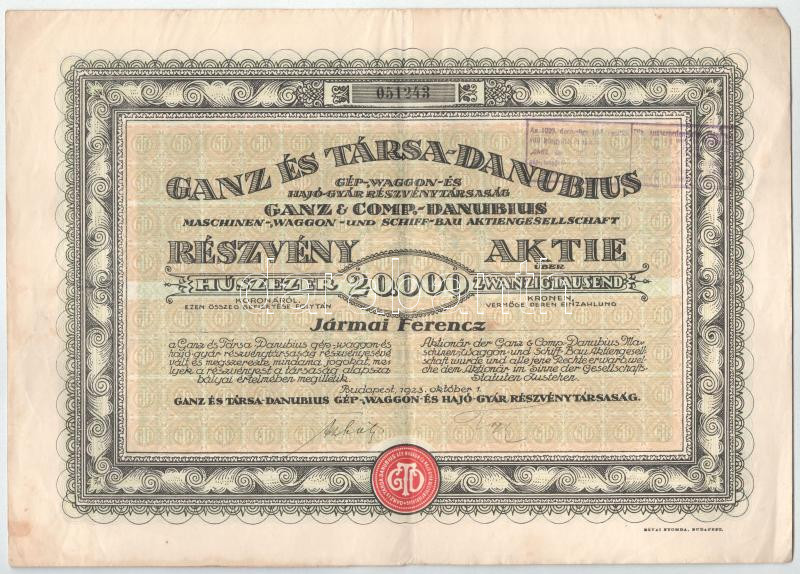 051243
GANZ ÉS TÁRSA-DANUBIUS
GÉP-, WAGGON- ÉS
HAJÓ-GYÁR RÉSZVÉNYTÁRSASÁG
GANZ & COMP.-DANUBIUS
MASCHINEN-, WAGGON- UND SCHIFF-BAU AKTIENGESELLSCHAFT
RÉSZVÉNY AKTIE
ÜBER
HÚSZEZER 20,000 ZWANZIGTAUSEND
KORONÁRÓL, KRONEN,
EZEN ÖSSZEG BEFIZETÉSE FOLYTÁN VERMÖGE DEREN EINZAHLUNG
Jármai Ferencz
a Ganz és Társa Danubius gép-, waggon- és
hajó-gyár részvénytársaság részvényesévé
vált és megszerezte mindama jogokat, me-
lyek a részvényest a társaság alapsza-
bályai értelmében megilletik.
Aktionär der Ganz & Comp. Danubius Ma-
schinen-, Waggon- und Schiff-Bau Aktiengesell-
schaft wurde und alle jene Rechte erwarb, wel-
che dem Aktionär im Sinne der Gesellschafts-
Statuten zustehen.
Budapest, 1923. október 1.
GANZ ÉS TÁRSA-DANUBIUS GÉP-, WAGGON- ÉS HAJÓ-GYÁR RÉSZVÉNYTÁRSASÁG.
GTD
RÉVAI NYOMDA, BUDAPEST.